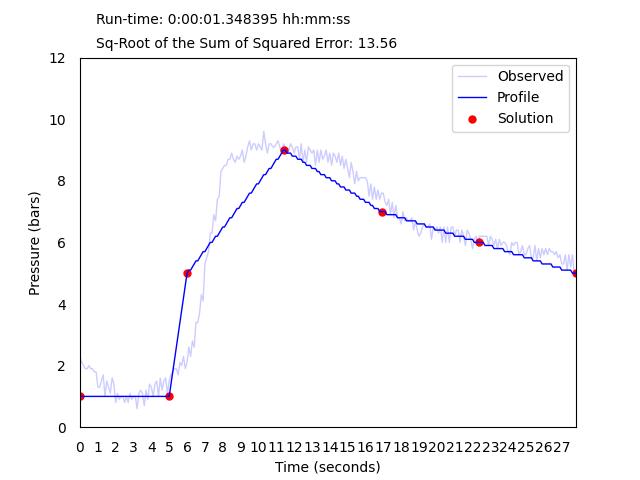 Run-time: 0:00:01.348395 hh:mm:ss
Sq-Root of the Sum of Squared Error: 13.56
12
10
8
6
4
2
0
Pressure (bars)
Observed
Profile
Solution
0 1 2 3 4 5 6 7 8 9 10 11 12 13 14 15 16 17 18 19 20 21 22 23 24 25 26 27
Time (seconds)